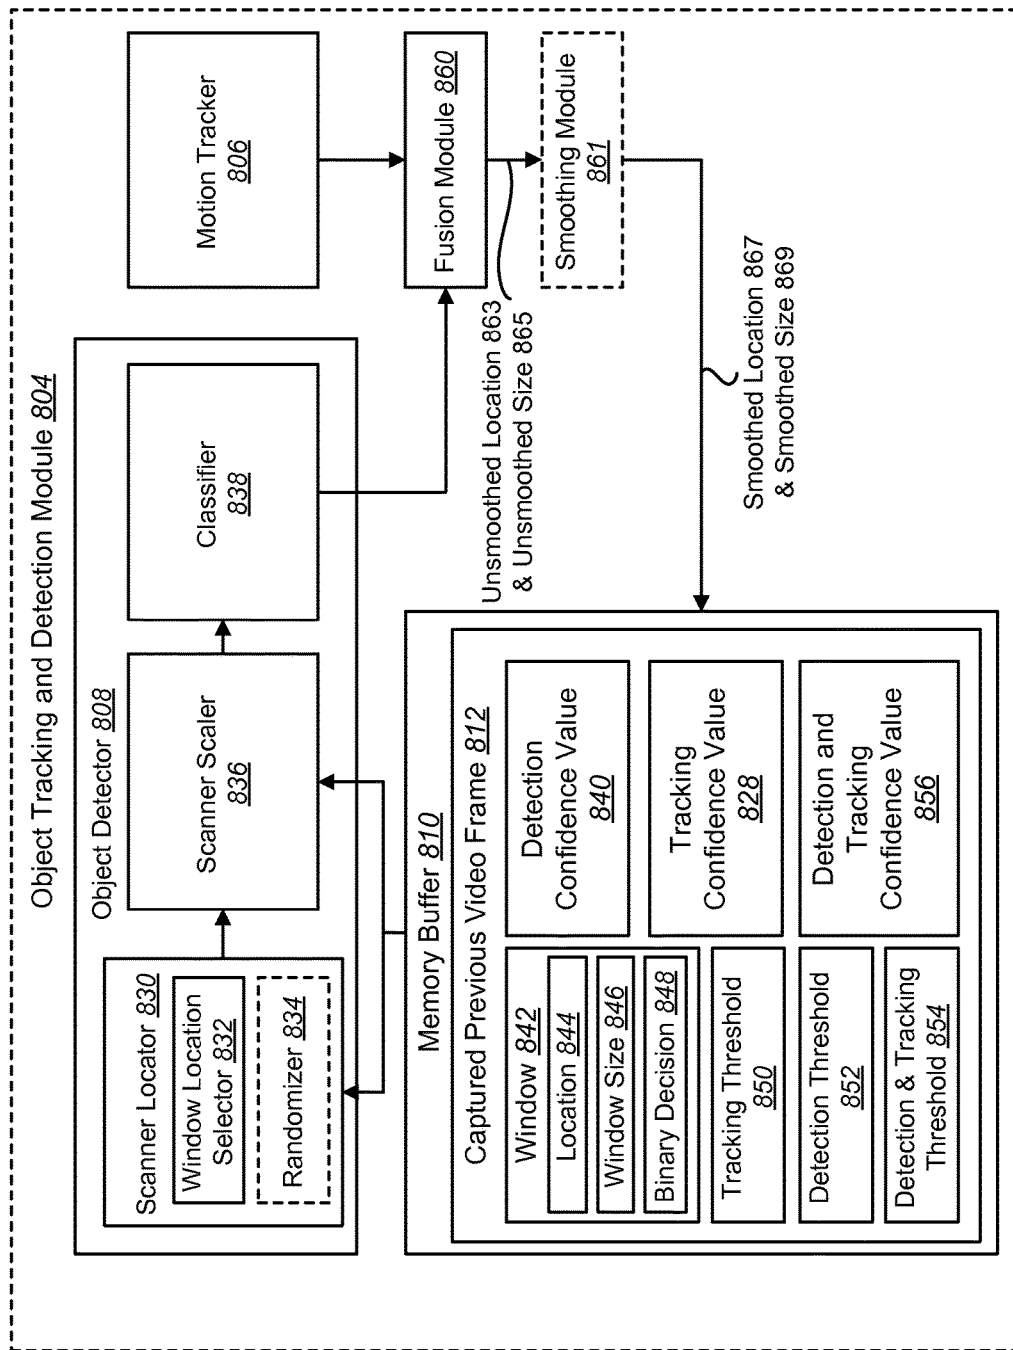 Object Tracking and Detection Module 804
Object Detector 808
Scanner Locator 830
Window Location
Selector 832
Randomizer 834
Scanner Scaler
836
Classifier
838
Motion Tracker
806
Fusion Module 860
Unsmoothed Location 863
& Unsmoothed Size 865
Smoothing Module
861
Smoothed Location 867
& Smoothed Size 869
Memory Buffer 810
Captured Previous Video Frame 812
Window 842
Location 844
Window Size 846
Binary Decision 848
Tracking Threshold
850
Detection Threshold
852
Detection & Tracking
Threshold 854
Detection
Confidence Value
840
Tracking
Confidence Value
828
Detection and
Tracking
Confidence Value
856